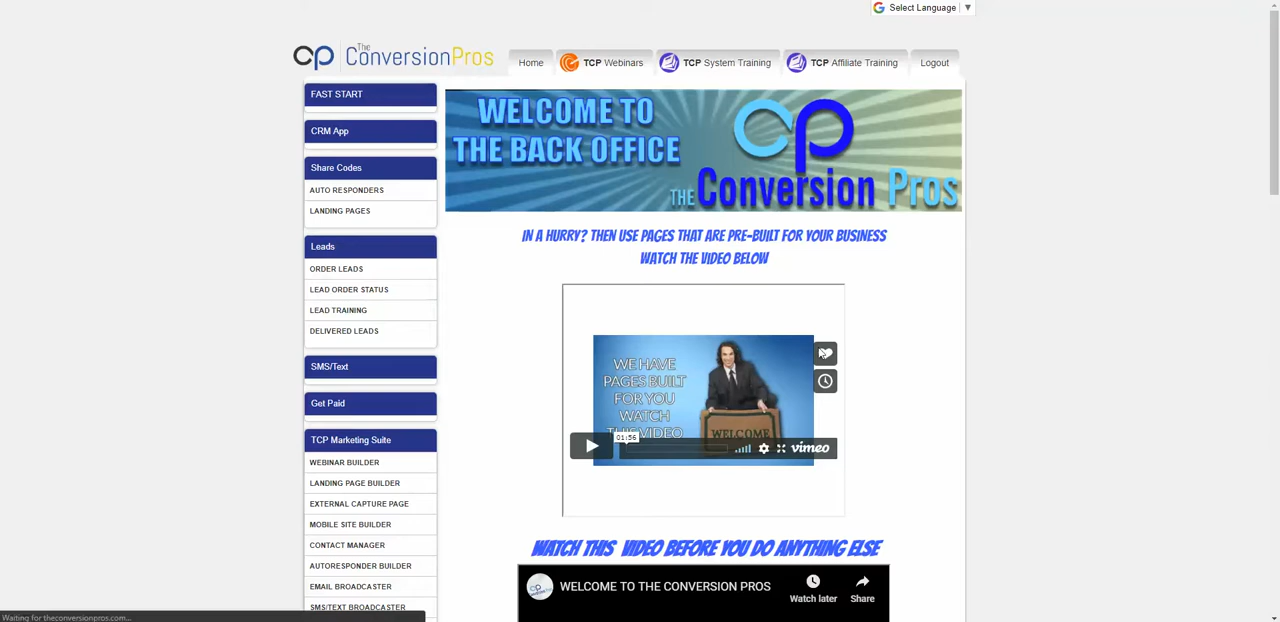 Select Language ▼
The
ConversionPros
Home
TCP Webinars
TCP System Training
TCP Affiliate Training
Logout
FAST START
CRM App
Share Codes
AUTO RESPONDERS
LANDING PAGES
Leads
ORDER LEADS
LEAD ORDER STATUS
LEAD TRAINING
DELIVERED LEADS
SMS/Text
Get Paid
TCP Marketing Suite
WEBINAR BUILDER
LANDING PAGE BUILDER
EXTERNAL CAPTURE PAGE
MOBILE SITE BUILDER
CONTACT MANAGER
AUTORESPONDER BUILDER
EMAIL BROADCASTER
SMS/TEXT BROADCASTER
WELCOME TO
THE BACK OFFICE
cp
THE Conversion Pros
IN A HURRY? THEN USE PAGES THAT ARE PRE-BUILT FOR YOUR BUSINESS
WATCH THE VIDEO BELOW
WE HAVE
PAGES BUILT
FOR YOU
WATCH
THIS VIDEO
WELCOME
01:56
vimeo
WATCH THIS VIDEO BEFORE YOU DO ANYTHING ELSE
WELCOME TO THE CONVERSION PROS
Watch later
Share
Waiting for theconversionpros.com...